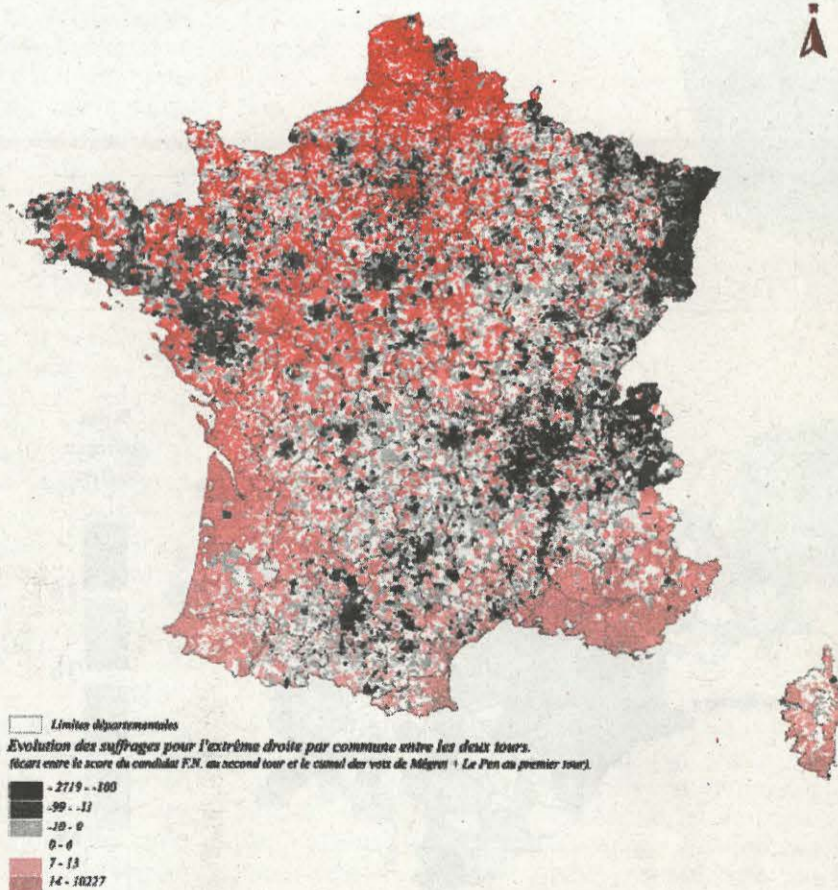 Limites départementales
Evolution des suffrages pour l'extrême droite par commune entre les deux tours.
(écart entre le score du candidat F.N. au second tour et le cumul des voix de Mégret + Le Pen au premier tour).
-2719 - -100
-99 - -11
-10 - 0
0 - 6
7 - 13
14 - 10227